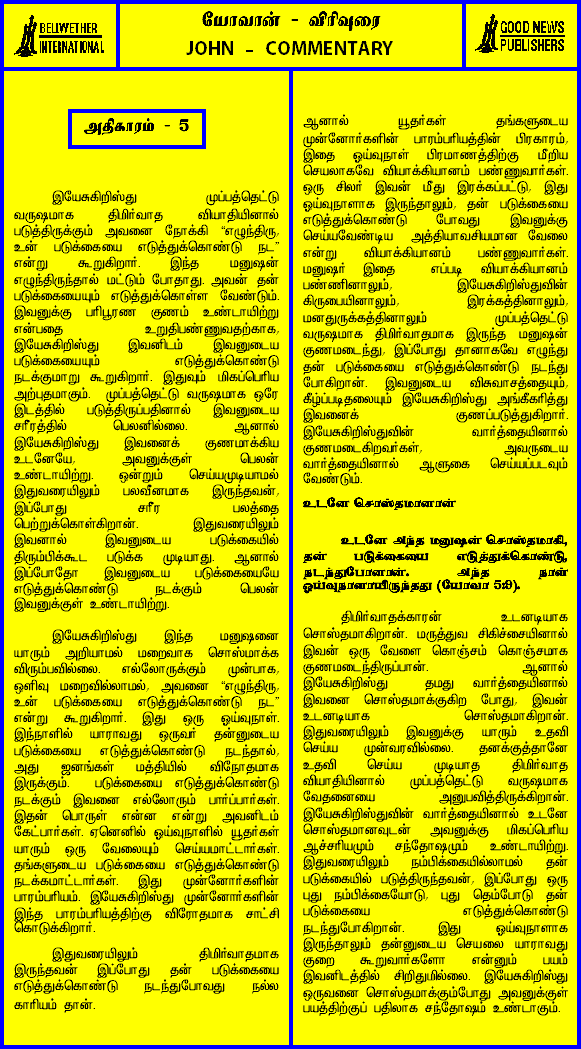 BELLWETHER
INTERNATIONAL
யோவான் - விரிவுரை
JOHN - COMMENTARY
GOOD NEWS
PUBLISHERS
அதிகாரம் - 5
இயேசுகிறிஸ்து முப்பத்தெட்டு
வருஷமாக திமிர்வாத வியாதியினால்
படுத்திருக்கும் அவனை நோக்கி “எழுந்திரு,
உன் படுக்கையை எடுத்துக்கொண்டு நட”
என்று கூறுகிறார். இந்த மனுஷன்
எழுந்திருந்தால் மட்டும் போதாது. அவன் தன்
படுக்கையையும் எடுத்துக்கொள்ள வேண்டும்.
இவனுக்கு பரிபூரண குணம் உண்டாயிற்று
என்பதை உறுதிபண்ணுவதற்காக,
இயேசுகிறிஸ்து இவனிடம் இவனுடைய
படுக்கையையும் எடுத்துக்கொண்டு
நடக்குமாறு கூறுகிறார். இதுவும் மிகப்பெரிய
அற்புதமாகும். முப்பத்தெட்டு வருஷமாக ஒரே
இடத்தில் படுத்திருப்பதினால் இவனுடைய
சரீரத்தில் பெலனில்லை. ஆனால்
இயேசுகிறிஸ்து இவனைக் குணமாக்கிய
உடனேயே, அவனுக்குள் பெலன்
உண்டாயிற்று. ஒன்றும் செய்யமுடியாமல்
இதுவரையிலும் பலவீனமாக இருந்தவன்,
இப்போது சரீர பலத்தை
பெற்றுக்கொள்கிறான். இதுவரையிலும்
இவனால் இவனுடைய படுக்கையில்
திரும்பிக்கூட படுக்க முடியாது. ஆனால்
இப்போதோ இவனுடைய படுக்கையையே
எடுத்துக்கொண்டு நடக்கும் பெலன்
இவனுக்குள் உண்டாயிற்று.
இயேசுகிறிஸ்து இந்த மனுஷனை
யாரும் அறியாமல் மறைவாக சொஸ்மாக்க
விரும்பவில்லை. எல்லோருக்கும் முன்பாக,
ஒளிவு மறைவில்லாமல், அவனை “எழுந்திரு,
உன் படுக்கையை எடுத்துக்கொண்டு நட”
என்று கூறுகிறார். இது ஒரு ஓய்வுநாள்.
இந்நாளில் யாராவது ஒருவர் தன்னுடைய
படுக்கையை எடுத்துக்கொண்டு நடந்தால்,
அது ஜனங்கள் மத்தியில் விநோதமாக
இருக்கும். படுக்கையை எடுத்துக்கொண்டு
நடக்கும் இவனை எல்லோரும் பார்ப்பார்கள்.
இதன் பொருள் என்ன என்று அவனிடம்
கேட்பார்கள். ஏனெனில் ஓய்வுநாளில் யூதர்கள்
யாரும் ஒரு வேலையும் செய்யமாட்டார்கள்.
தங்களுடைய படுக்கையை எடுத்துக்கொண்டு
நடக்கமாட்டார்கள். இது முன்னோர்களின்
பாரம்பரியம். இயேசுகிறிஸ்து முன்னோர்களின்
இந்த பாரம்பரியத்திற்கு விரோதமாக சாட்சி
கொடுக்கிறார்.
இதுவரையிலும் திமிர்வாதமாக
இருந்தவன் இப்போது தன் படுக்கையை
எடுத்துக்கொண்டு நடந்துபோவது நல்ல
காரியம் தான்.
ஆனால் யூதர்கள் தங்களுடைய
முன்னோர்களின் பாரம்பரியத்தின் பிரகாரம்,
இதை ஓய்வுநாள் பிரமாணத்திற்கு மீறிய
செயலாகவே வியாக்கியானம் பண்ணுவார்கள்.
ஒரு சிலர் இவன் மீது இரக்கப்பட்டு, இது
ஓய்வுநாளாக இருந்தாலும், தன் படுக்கையை
எடுத்துக்கொண்டு போவது இவனுக்கு
செய்யவேண்டிய அத்தியாவசியமான வேலை
என்று வியாக்கியானம் பண்ணுவார்கள்.
மனுஷர் இதை எப்படி வியாக்கியானம்
பண்ணினாலும், இயேசுகிறிஸ்துவின்
கிருபையினாலும், இரக்கத்தினாலும்,
மனதுருக்கத்தினாலும் முப்பத்தெட்டு
வருஷமாக திமிர்வாதமாக இருந்த மனுஷன்
குணமடைந்து, இப்போது தானாகவே எழுந்து
தன் படுக்கையை எடுத்துக்கொண்டு நடந்து
போகிறான். இவனுடைய விசுவாசத்தையும்,
கீழ்ப்படிதலையும் இயேசுகிறிஸ்து அங்கீகரித்து
இவனைக் குணப்படுத்துகிறார்.
இயேசுகிறிஸ்துவின் வார்த்தையினால்
குணமடைகிறவர்கள், அவருடைய
வார்த்தையினால் ஆளுகை செய்யப்படவும்
வேண்டும்.
உடனே சொஸ்தமானான்
உடனே அந்த மனுஷன் சொஸ்தமாகி,
தன் படுக்கையை எடுத்துக்கொண்டு,
நடந்துபோனான். அந்த நாள்
ஓய்வுநாளாயிருந்தது (யோவா 5:9).
திமிர்வாதக்காரன் உடனடியாக
சொஸ்தமாகிறான். மருத்துவ சிகிச்சையினால்
இவன் ஒரு வேளை கொஞ்சம் கொஞ்சமாக
குணமடைந்திருப்பான். ஆனால்
இயேசுகிறிஸ்து தமது வார்த்தையினால்
இவனை சொஸ்தமாக்குகிற போது, இவன்
உடனடியாக சொஸ்தமாகிறான்.
இதுவரையிலும் இவனுக்கு யாரும் உதவி
செய்ய முன்வரவில்லை. தனக்குத்தானே
உதவி செய்ய முடியாத திமிர்வாத
வியாதியினால் முப்பத்தெட்டு வருஷமாக
வேதனையை அனுபவித்திருக்கிறான்.
இயேசுகிறிஸ்துவின் வார்த்தையினால் உடனே
சொஸ்தமானவுடன் அவனுக்கு மிகப்பெரிய
ஆச்சரியமும் சந்தோஷமும் உண்டாயிற்று.
இதுவரையிலும் நம்பிக்கையில்லாமல் தன்
படுக்கையில் படுத்திருந்தவன், இப்போது ஒரு
புது நம்பிக்கையோடு, புது தெம்போடு தன்
படுக்கையை எடுத்துக்கொண்டு
நடந்துபோகிறான். இது ஓய்வுநாளாக
இருந்தாலும் தன்னுடைய செயலை யாராவது
குறை கூறுவார்களோ என்னும் பயம்
இவனிடத்தில் சிறிதுமில்லை. இயேசுகிறிஸ்து
ஒருவனை சொஸ்தமாக்கும்போது அவனுக்குள்
பயத்திற்குப் பதிலாக சந்தோஷம் உண்டாகும்.